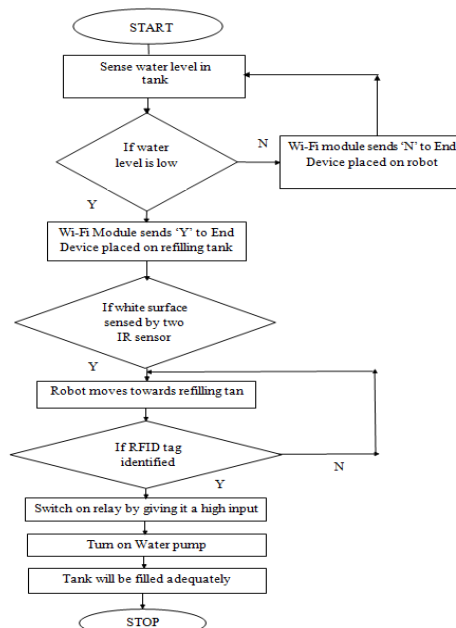 START
Sense water level in
tank
If water
level is low
N
Wi-Fi module sends ‘N’ to End
Device placed on robot
Y
Wi-Fi Module sends ‘Y’ to End
Device placed on refilling tank
If white surface
sensed by two
IR sensor
Y
Robot moves towards refilling tan
If RFID tag
identified
N
Y
Switch on relay by giving it a high input
Turn on Water pump
Tank will be filled adequately
STOP